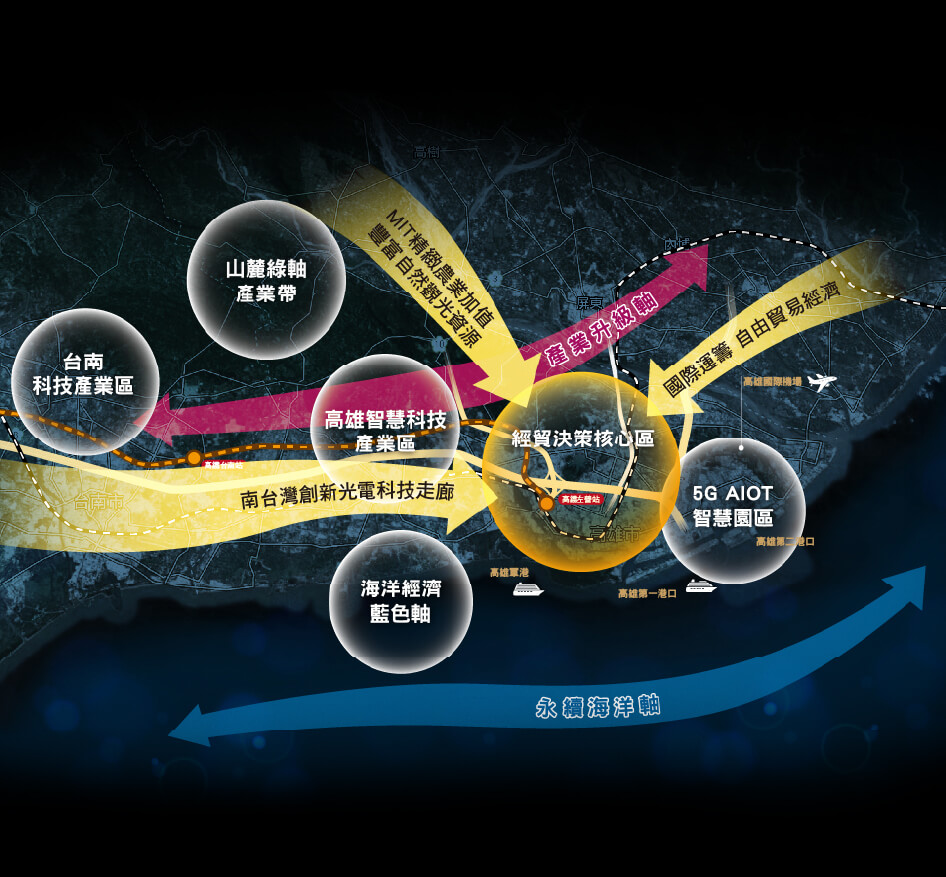 高樹
MIT精緻農業加值
豐富自然觀光資源
內埔
山麓綠軸
產業帶
屏東
產業升級軸
國際運籌 自由貿易經濟
台南
科技產業區
高雄國際機場
高雄智慧科技
產業區
經貿決策核心區
高鐵台南站
台南市
南台灣創新光電科技走廊
高鐵左營站
高雄市
5G AIOT
智慧園區
高雄第二港口
高雄軍港
高雄第一港口
海洋經濟
藍色軸
永續海洋軸